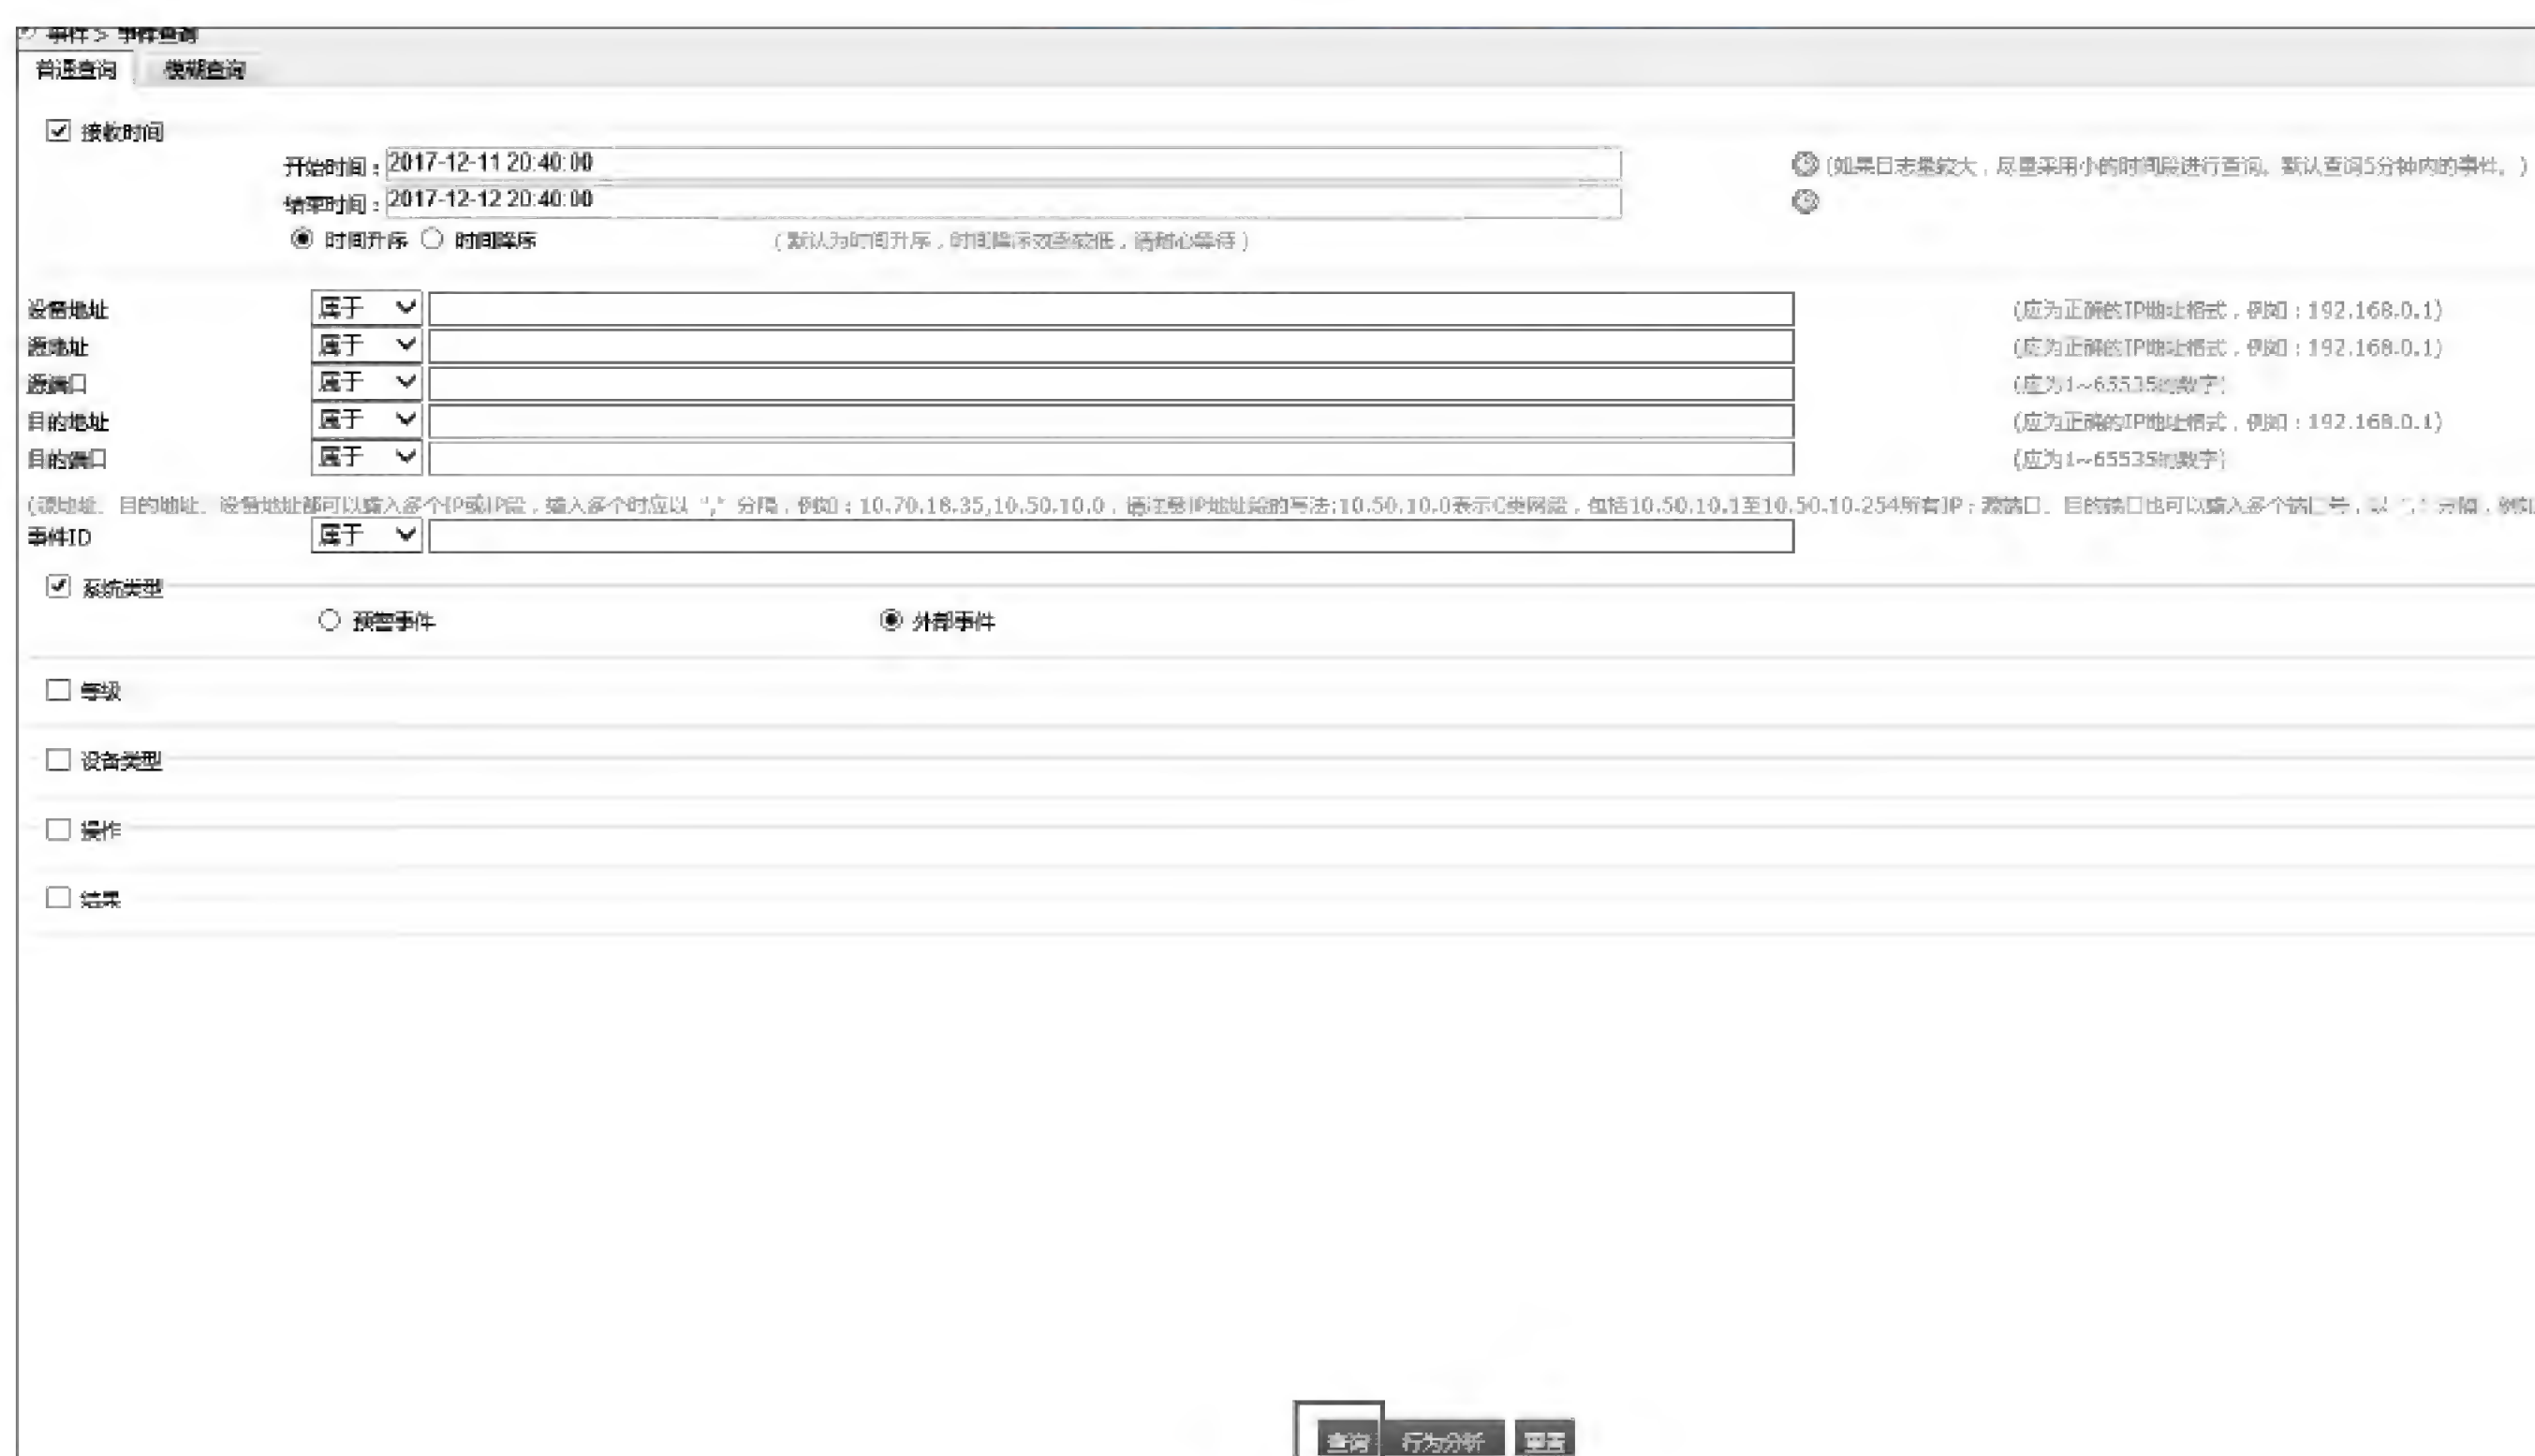 事件 > 事件查询
普通查询 模糊查询
接收时间
开始时间：2017-12-11 20:40:00 (如果日志量较大，尽量采用小的时间段进行查询。默认查询5分钟内的事件。)
结束时间：2017-12-12 20:40:00
时间升序 时间降序 (默认为时间升序，时间降序效率较低，请耐心等待)
设备地址 属于 (应为正确的IP地址格式，例如：192.168.0.1)
源地址 属于 (应为正确的IP地址格式，例如：192.168.0.1)
源端口 属于 (应为1~65535的数字)
目的地址 属于 (应为正确的IP地址格式，例如：192.168.0.1)
目的端口 属于 (应为1~65535的数字)
(源地址、目的地址、设备地址都可以输入多个IP或IP段，输入多个时应以 "," 分隔，例如：10.70.18.35,10.50.10.0，请注意IP地址段的写法:10.50.10.0表示C类网段，包括10.50.10.1至10.50.10.254所有IP；源端口、目的端口也可以输入多个端口号，以 "," 分隔，例如
事件ID 属于
系统类型
预警事件 外部事件
等级
设备类型
操作
结果
查询 行为分析 重置